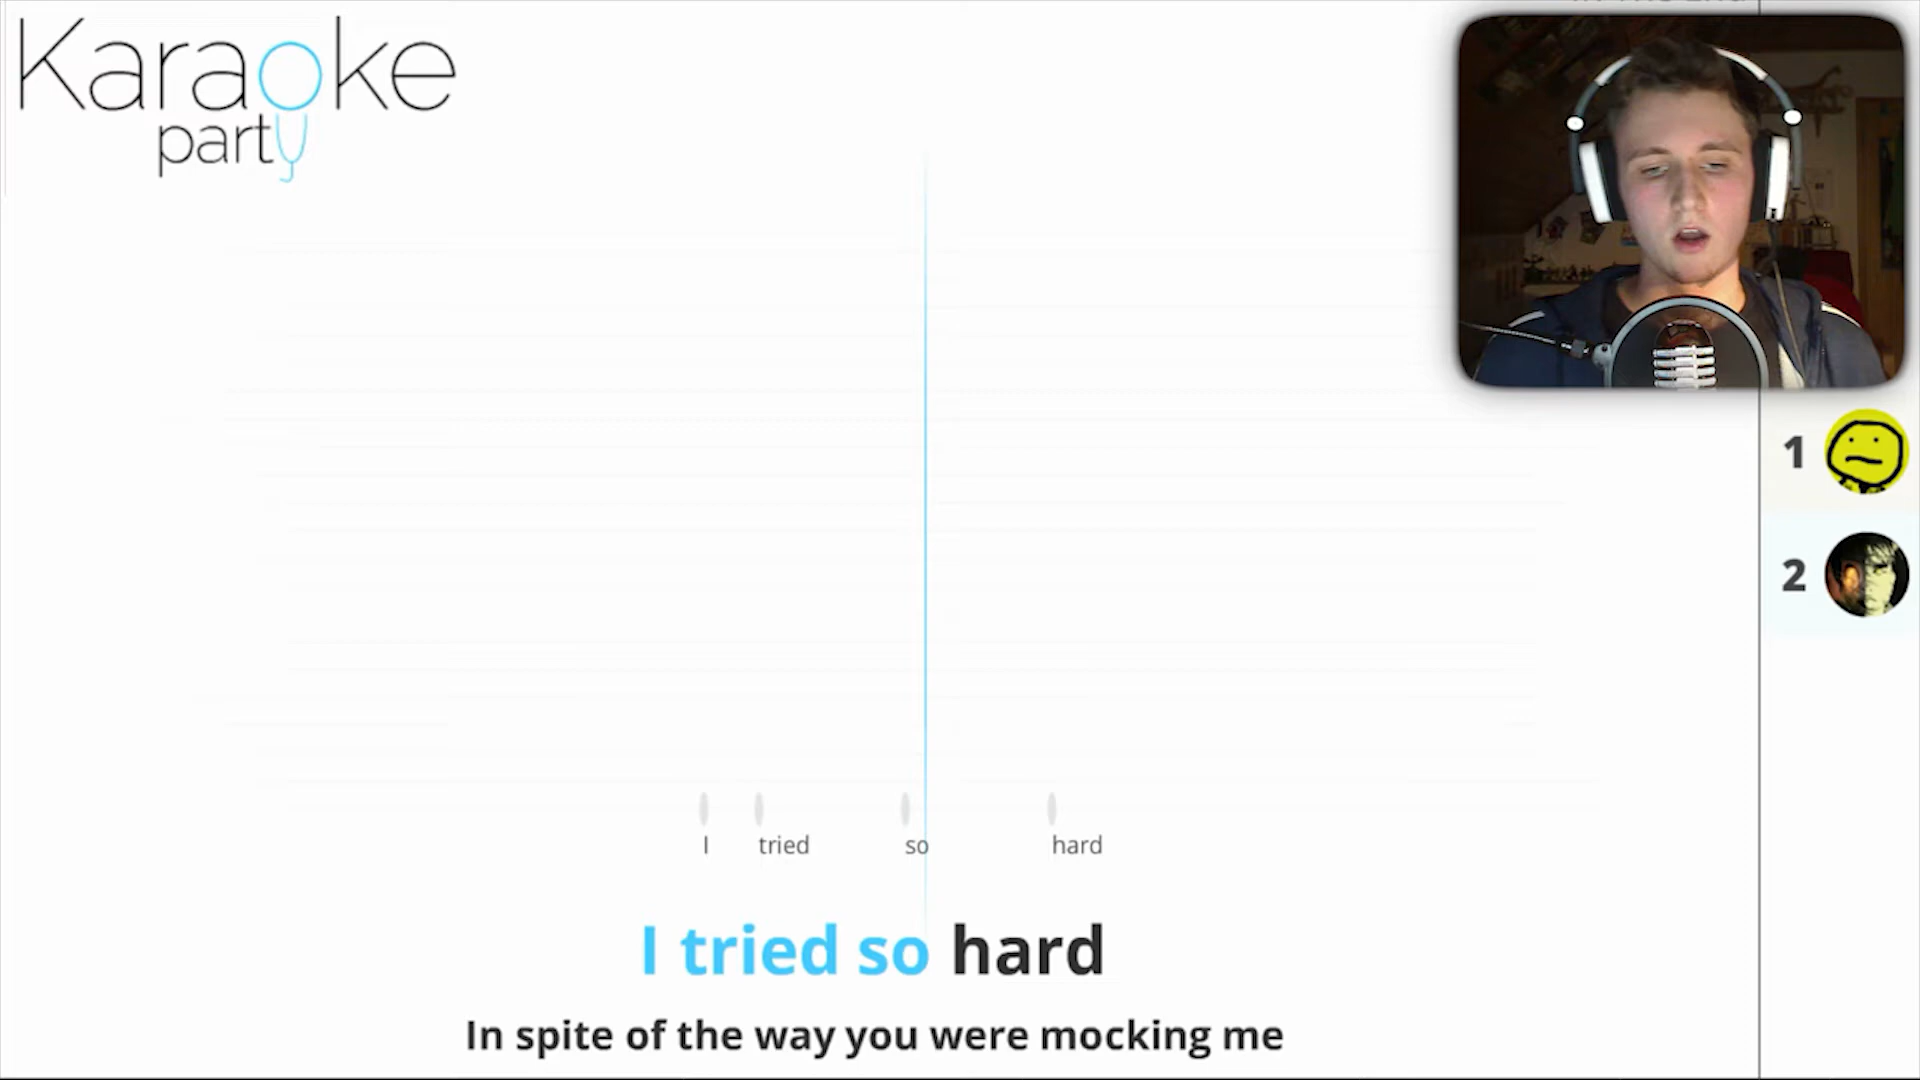 Karaoke
party
1
2
I tried so hard
I tried so hard
In spite of the way you were mocking me